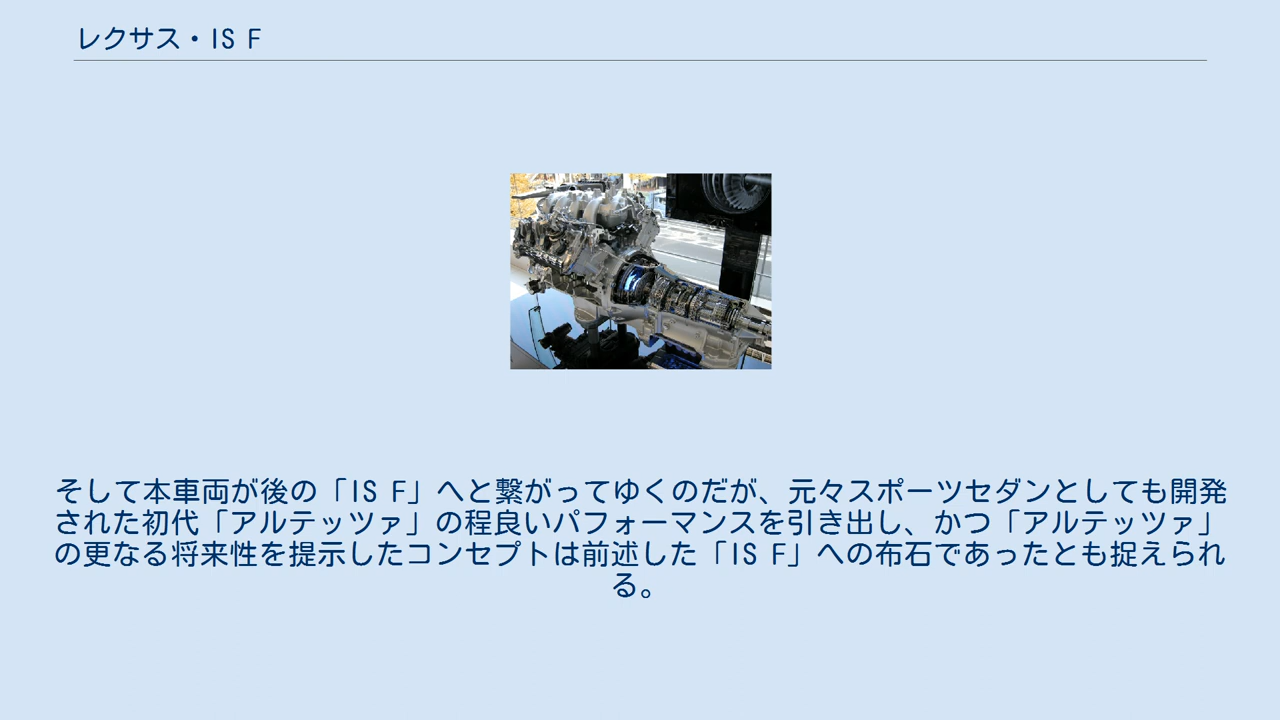 レクサス・IS F
そして本車両が後の「IS F」へと繋がってゆくのだが、元々スポーツセダンとしても開発
された初代「アルテッツァ」の程良いパフォーマンスを引き出し、かつ「アルテッツァ」
の更なる将来性を提示したコンセプトは前述した「IS F」への布石であったとも捉えられ
る。